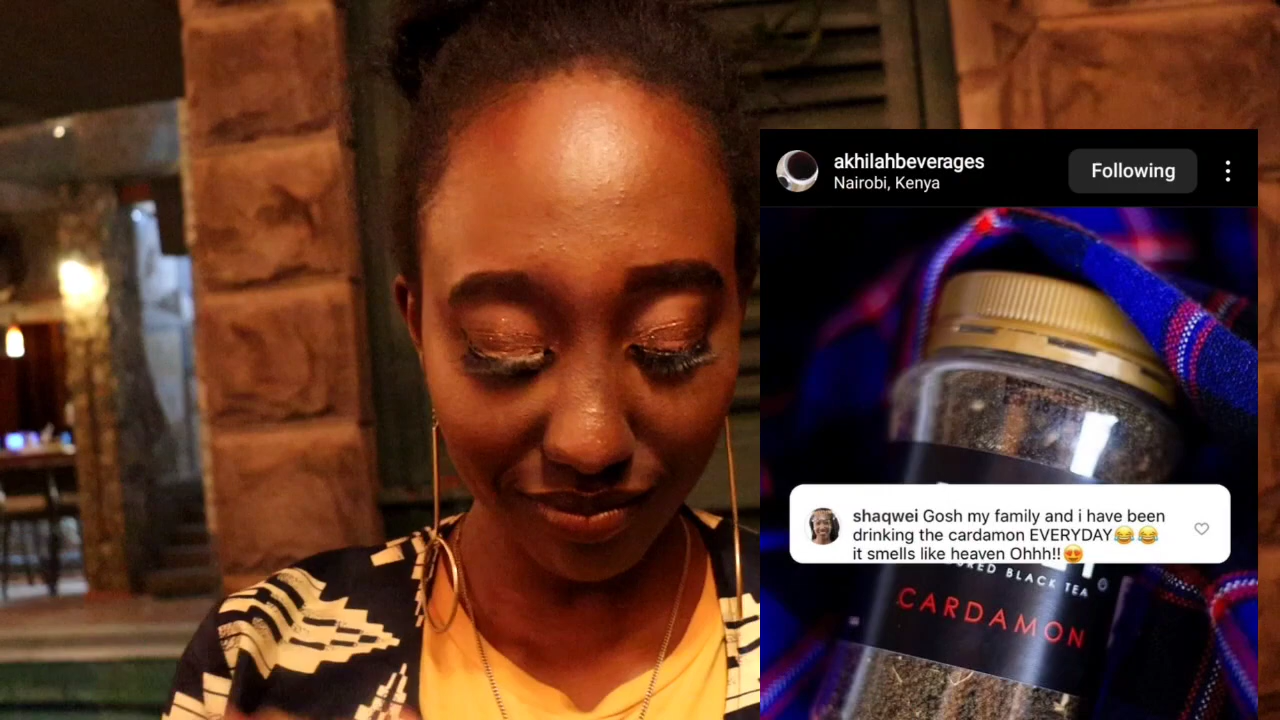 akhilahbeverages
Nairobi, Kenya
Following
shaqwei Gosh my family and i have been
drinking the cardamon EVERYDAY😂😂
it smells like heaven Ohhh!!😍
BLACK TEA
CARDAMON